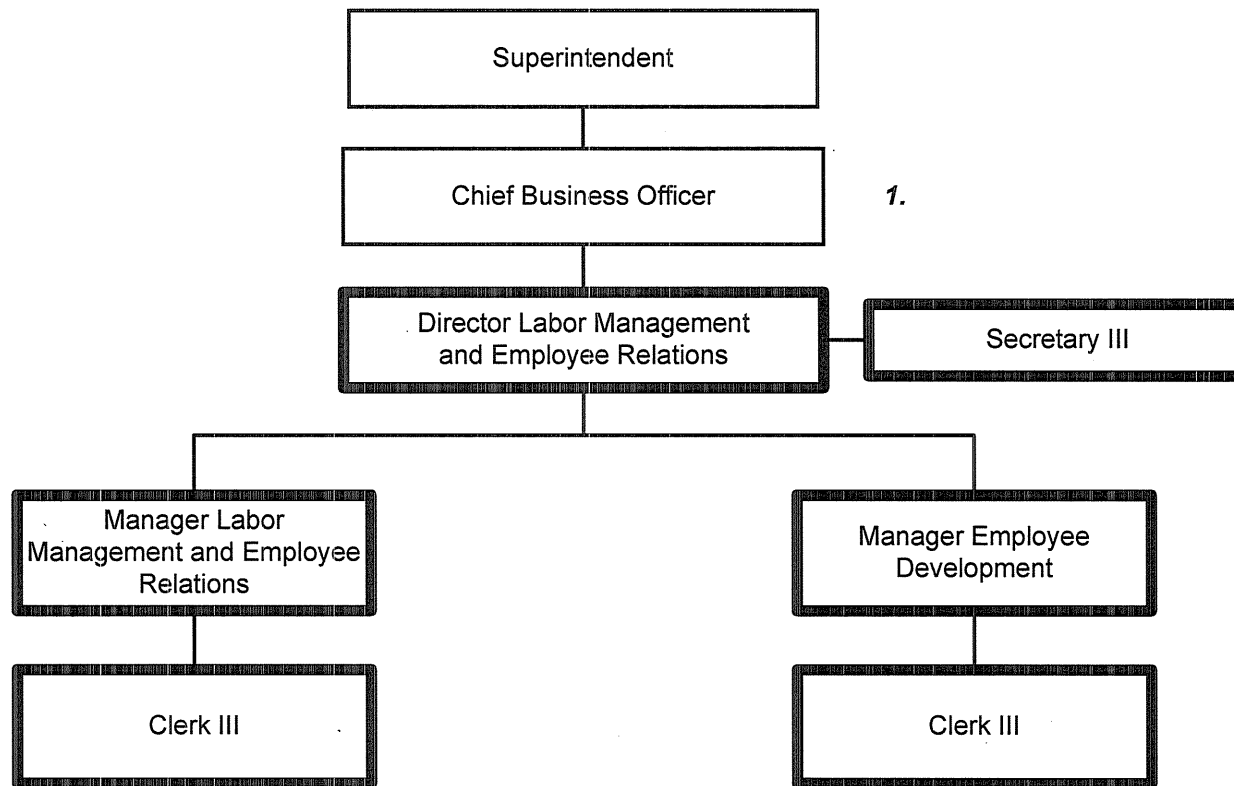 Superintendent
Chief Business Officer
1.
Director Labor Management
and Employee Relations
Secretary III
Manager Labor
Management and Employee
Relations
Manager Employee
Development
Clerk III
Clerk III